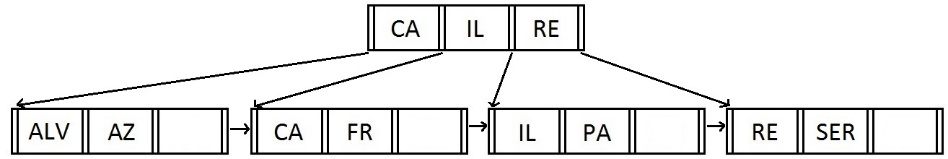 CA IL RE
ALV AZ CA FR IL PA RE SER